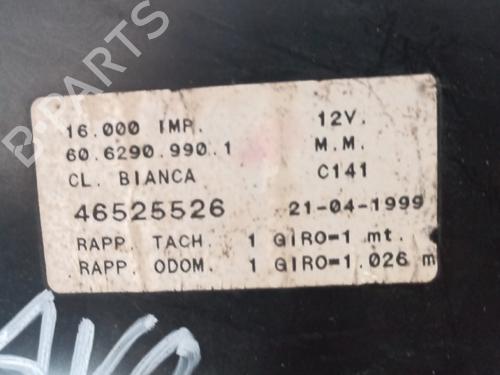 16.000 IMP. 12V.
60.6290.990.1 M.M.
CL. BIANCA C141
46525526 21-04-1999
RAPP. TACH. 1 GIRO=1 mt.
RAPP. ODOM. 1 GIRO=1.026 m
B-PARTS